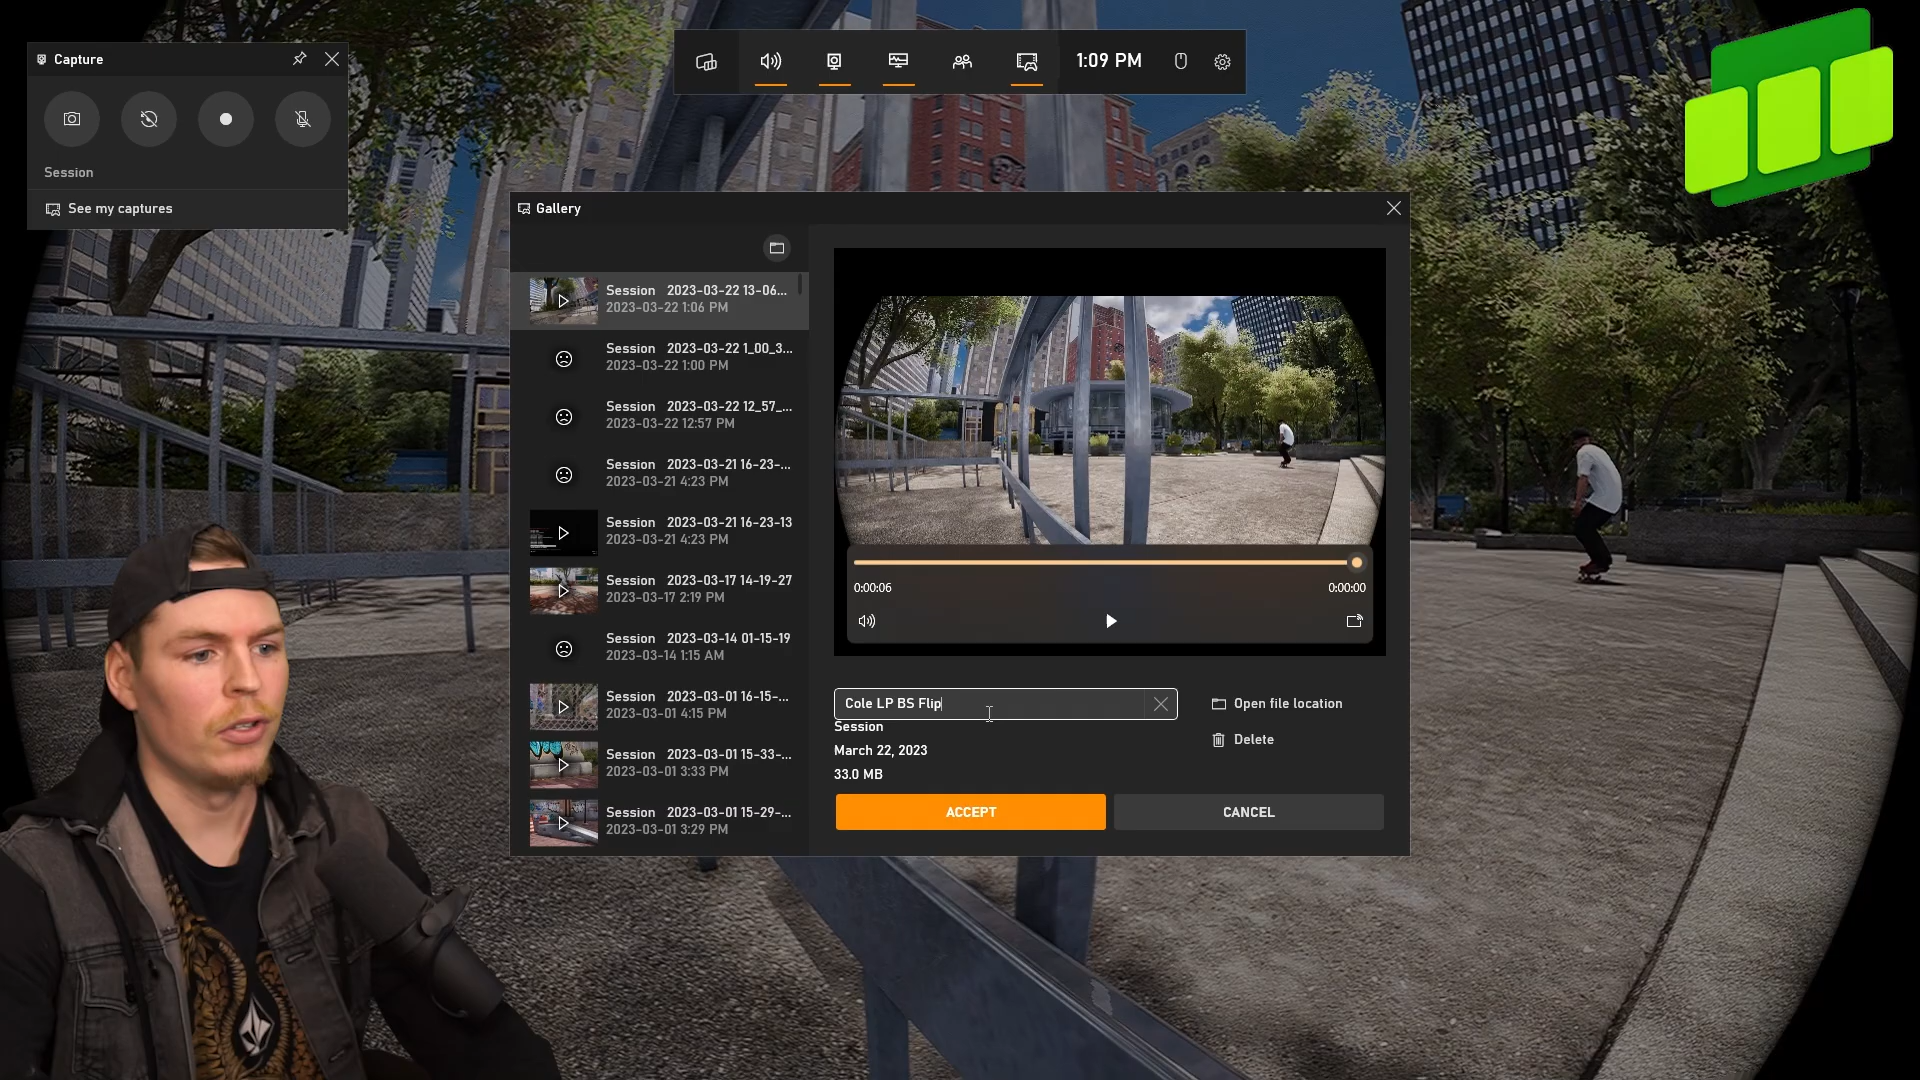 Capture
Session
See my captures
1:09 PM
Gallery
Session 2023-03-22 13-06...
2023-03-22 1:06 PM
Session 2023-03-22 1_00_3...
2023-03-22 1:00 PM
Session 2023-03-22 12_57_...
2023-03-22 12:57 PM
Session 2023-03-21 16-23-...
2023-03-21 4:23 PM
Session 2023-03-21 16-23-13
2023-03-21 4:23 PM
Session 2023-03-17 14-19-27
2023-03-17 2:19 PM
Session 2023-03-14 01-15-19
2023-03-14 1:15 AM
Session 2023-03-01 16-15-...
2023-03-01 4:15 PM
Session 2023-03-01 15-33-...
2023-03-01 3:33 PM
Session 2023-03-01 15-29-...
2023-03-01 3:29 PM
0:00:06
0:00:00
Cole LP BS Flip
Session
March 22, 2023
33.0 MB
Open file location
Delete
ACCEPT
CANCEL